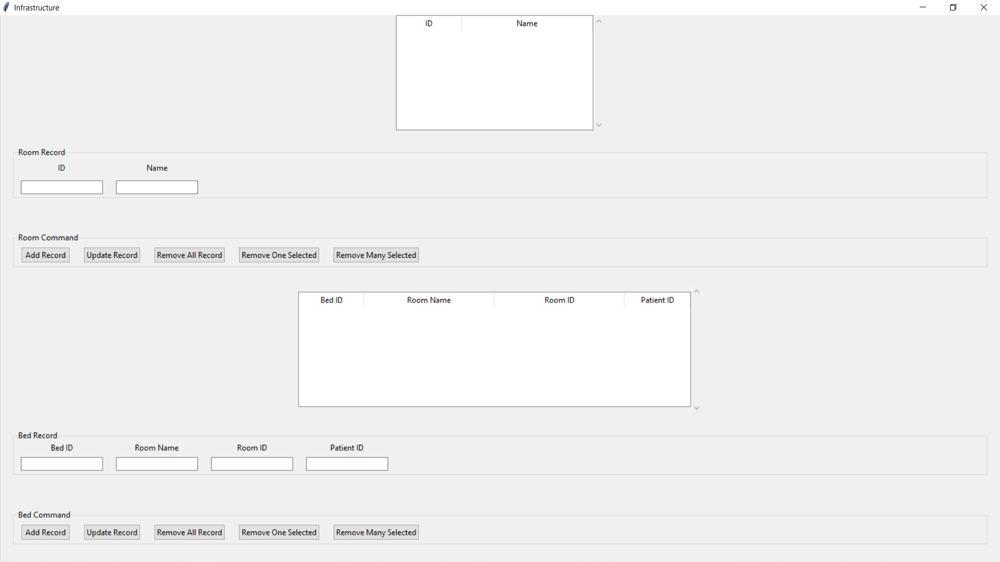 Infrastructure
ID Name
Room Record
ID Name
Room Command
Add Record Update Record Remove All Record Remove One Selected Remove Many Selected
Bed ID Room Name Room ID Patient ID
Bed Record
Bed ID Room Name Room ID Patient ID
Bed Command
Add Record Update Record Remove All Record Remove One Selected Remove Many Selected